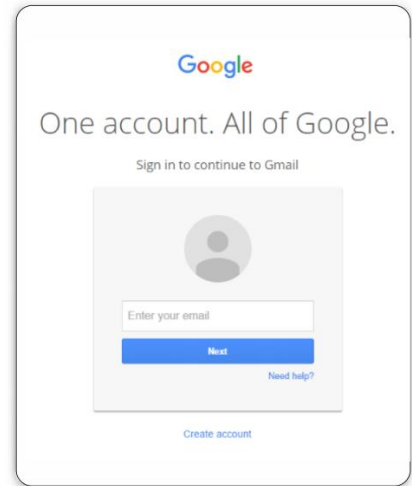 Google
One account. All of Google.
Sign in to continue to Gmail
Enter your email
Next
Need help?
Create account